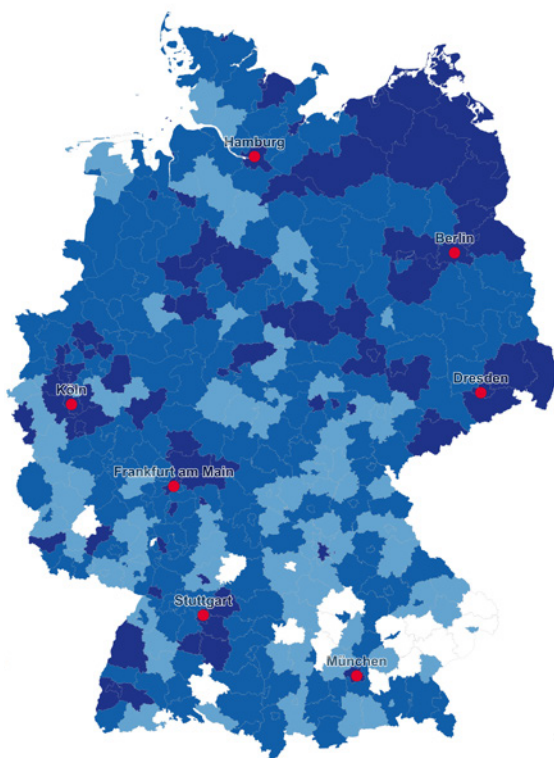 Hamburg
Berlin
Dresden
Köln
Frankfurt am Main
Stuttgart
München